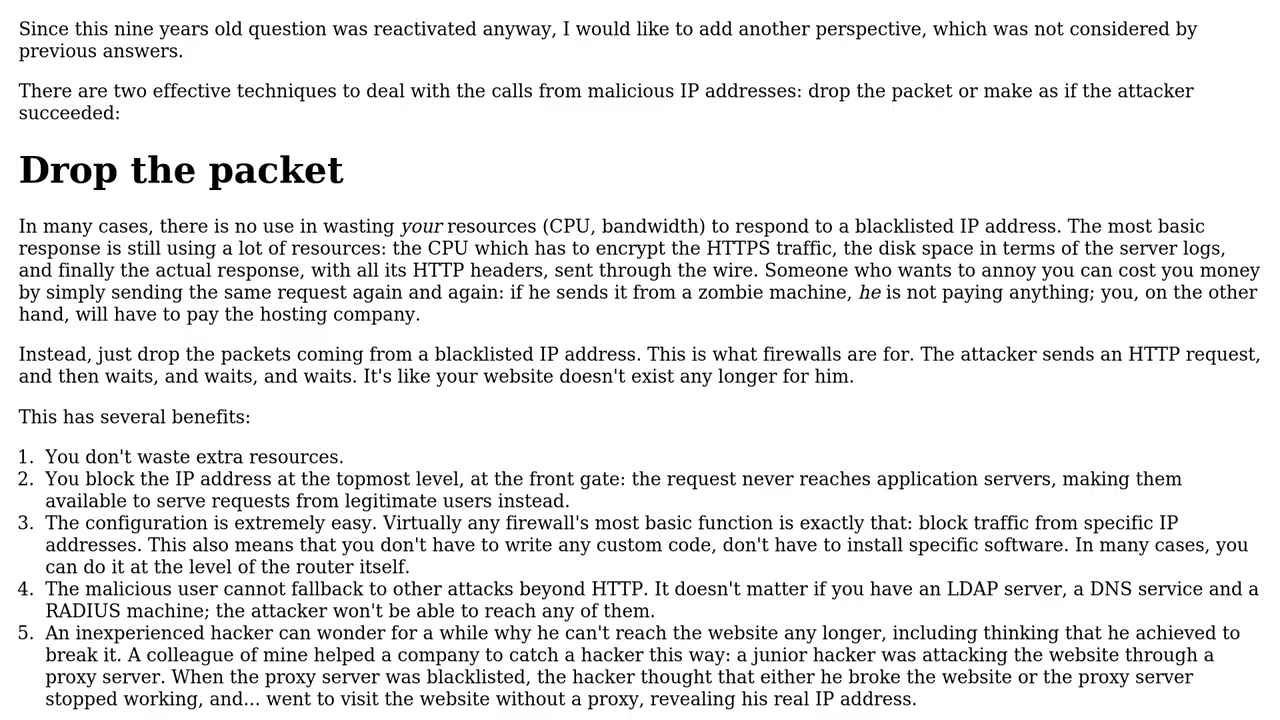 Since this nine years old question was reactivated anyway, I would like to add another perspective, which was not considered by
previous answers.
There are two effective techniques to deal with the calls from malicious IP addresses: drop the packet or make as if the attacker
succeeded:
Drop the packet
In many cases, there is no use in wasting your resources (CPU, bandwidth) to respond to a blacklisted IP address. The most basic
response is still using a lot of resources: the CPU which has to encrypt the HTTPS traffic, the disk space in terms of the server logs,
and finally the actual response, with all its HTTP headers, sent through the wire. Someone who wants to annoy you can cost you money
by simply sending the same request again and again: if he sends it from a zombie machine, he is not paying anything; you, on the other
hand, will have to pay the hosting company.
Instead, just drop the packets coming from a blacklisted IP address. This is what firewalls are for. The attacker sends an HTTP request,
and then waits, and waits, and waits. It's like your website doesn't exist any longer for him.
This has several benefits:
1. You don't waste extra resources.
2. You block the IP address at the topmost level, at the front gate: the request never reaches application servers, making them
available to serve requests from legitimate users instead.
3. The configuration is extremely easy. Virtually any firewall's most basic function is exactly that: block traffic from specific IP
addresses. This also means that you don't have to write any custom code, don't have to install specific software. In many cases, you
can do it at the level of the router itself.
4. The malicious user cannot fallback to other attacks beyond HTTP. It doesn't matter if you have an LDAP server, a DNS service and a
RADIUS machine; the attacker won't be able to reach any of them.
5. An inexperienced hacker can wonder for a while why he can't reach the website any longer, including thinking that he achieved to
break it. A colleague of mine helped a company to catch a hacker this way: a junior hacker was attacking the website through a
proxy server. When the proxy server was blacklisted, the hacker thought that either he broke the website or the proxy server
stopped working, and... went to visit the website without a proxy, revealing his real IP address.